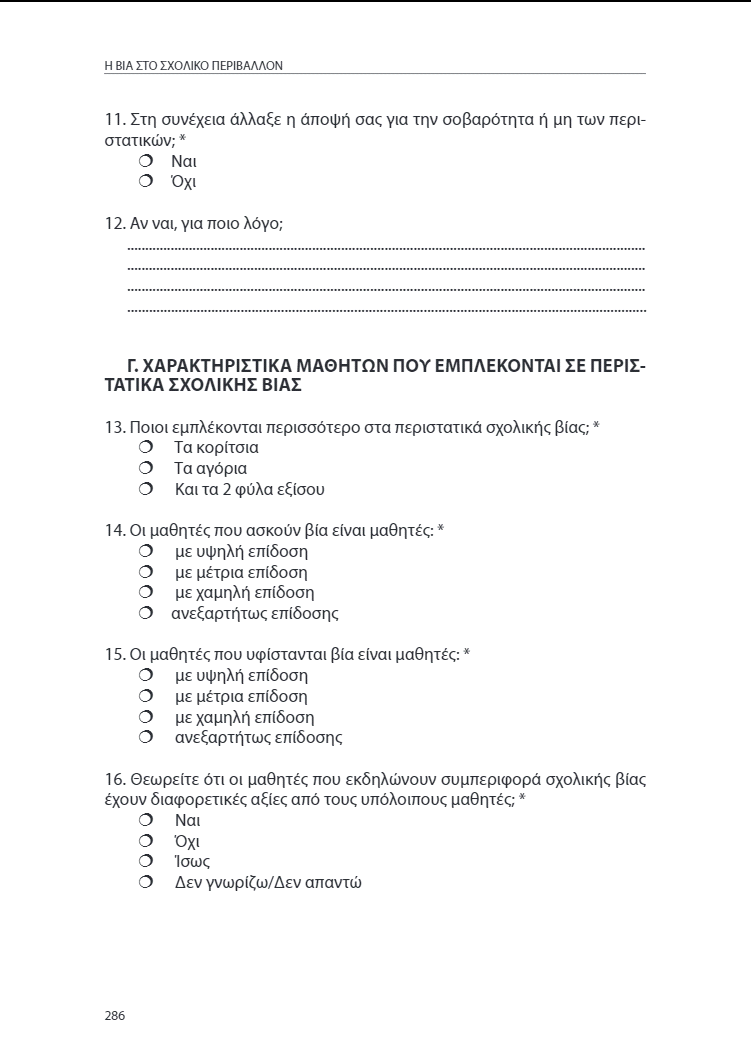 Η ΒΙΑ ΣΤΟ ΣΧΟΛΙΚΟ ΠΕΡΙΒΑΛΛΟΝ
11. Στη συνέχεια άλλαξε η άποψή σας για την σοβαρότητα ή μη των περι-
στατικών; *
Ναι
Όχι
12. Αν ναι, για ποιο λόγο;
Γ. ΧΑΡΑΚΤΗΡΙΣΤΙΚΑ ΜΑΘΗΤΩΝ ΠΟΥ ΕΜΠΛΕΚΟΝΤΑΙ ΣΕ ΠΕΡΙΣ-
ΤΑΤΙΚΑ ΣΧΟΛΙΚΗΣ ΒΙΑΣ
13. Ποιοι εμπλέκονται περισσότερο στα περιστατικά σχολικής βίας; *
Τα κορίτσια
Τα αγόρια
Και τα 2 φύλα εξίσου
14. Οι μαθητές που ασκούν βία είναι μαθητές: *
με υψηλή επίδοση
με μέτρια επίδοση
με χαμηλή επίδοση
ανεξαρτήτως επίδοσης
15. Οι μαθητές που υφίστανται βία είναι μαθητές: *
με υψηλή επίδοση
με μέτρια επίδοση
με χαμηλή επίδοση
ανεξαρτήτως επίδοσης
16. Θεωρείτε ότι οι μαθητές που εκδηλώνουν συμπεριφορά σχολικής βίας
έχουν διαφορετικές αξίες από τους υπόλοιπους μαθητές; *
Ναι
Όχι
Ίσως
Δεν γνωρίζω/Δεν απαντώ
286